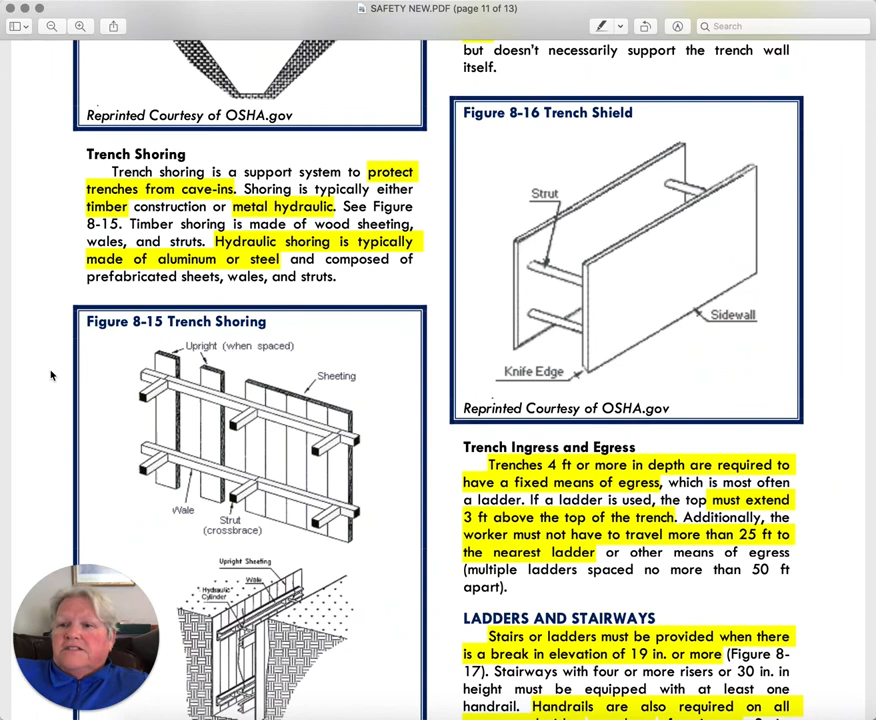 SAFETY NEW.PDF (page 11 of 13)
Search
Reprinted Courtesy of OSHA.gov
Trench Shoring
Trench shoring is a support system to protect
trenches from cave-ins. Shoring is typically either
timber construction or metal hydraulic. See Figure
8-15. Timber shoring is made of wood sheeting,
wales, and struts. Hydraulic shoring is typically
made of aluminum or steel and composed of
prefabricated sheets, wales, and struts.
Figure 8-15 Trench Shoring
Upright (when spaced)
Sheeting
Wale
Strut
(crossbrace)
Upright Sheeting
Wale
Hydraulic
Cylinder
but doesn't necessarily support the trench wall
itself.
Figure 8-16 Trench Shield
Strut
Sidewall
Knife Edge
Reprinted Courtesy of OSHA.gov
Trench Ingress and Egress
Trenches 4 ft or more in depth are required to
have a fixed means of egress, which is most often
a ladder. If a ladder is used, the top must extend
3 ft above the top of the trench. Additionally, the
worker must not have to travel more than 25 ft to
the nearest ladder or other means of egress
(multiple ladders spaced no more than 50 ft
apart).
LADDERS AND STAIRWAYS
Stairs or ladders must be provided when there
is a break in elevation of 19 in. or more (Figure 8-
17). Stairways with four or more risers or 30 in. in
height must be equipped with at least one
handrail. Handrails are also required on all